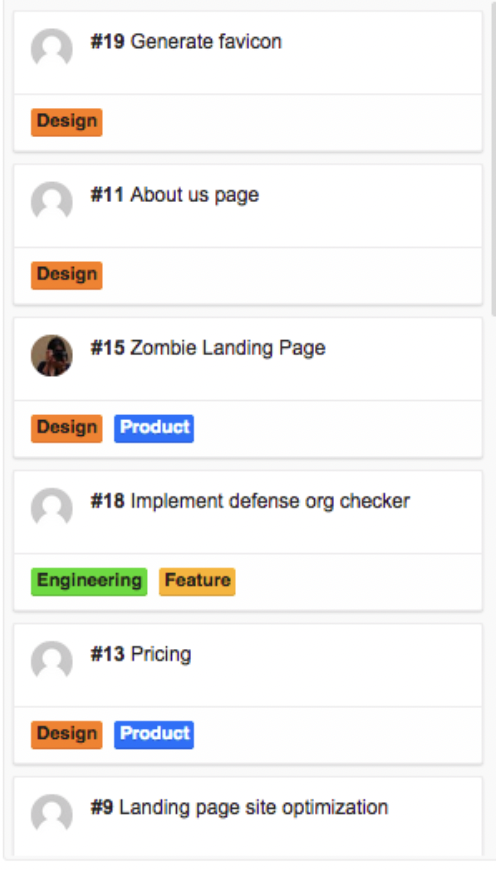 #19 Generate favicon
Design
#11 About us page
Design
#15 Zombie Landing Page
Design Product
#18 Implement defense org checker
Engineering Feature
#13 Pricing
Design Product
#9 Landing page site optimization